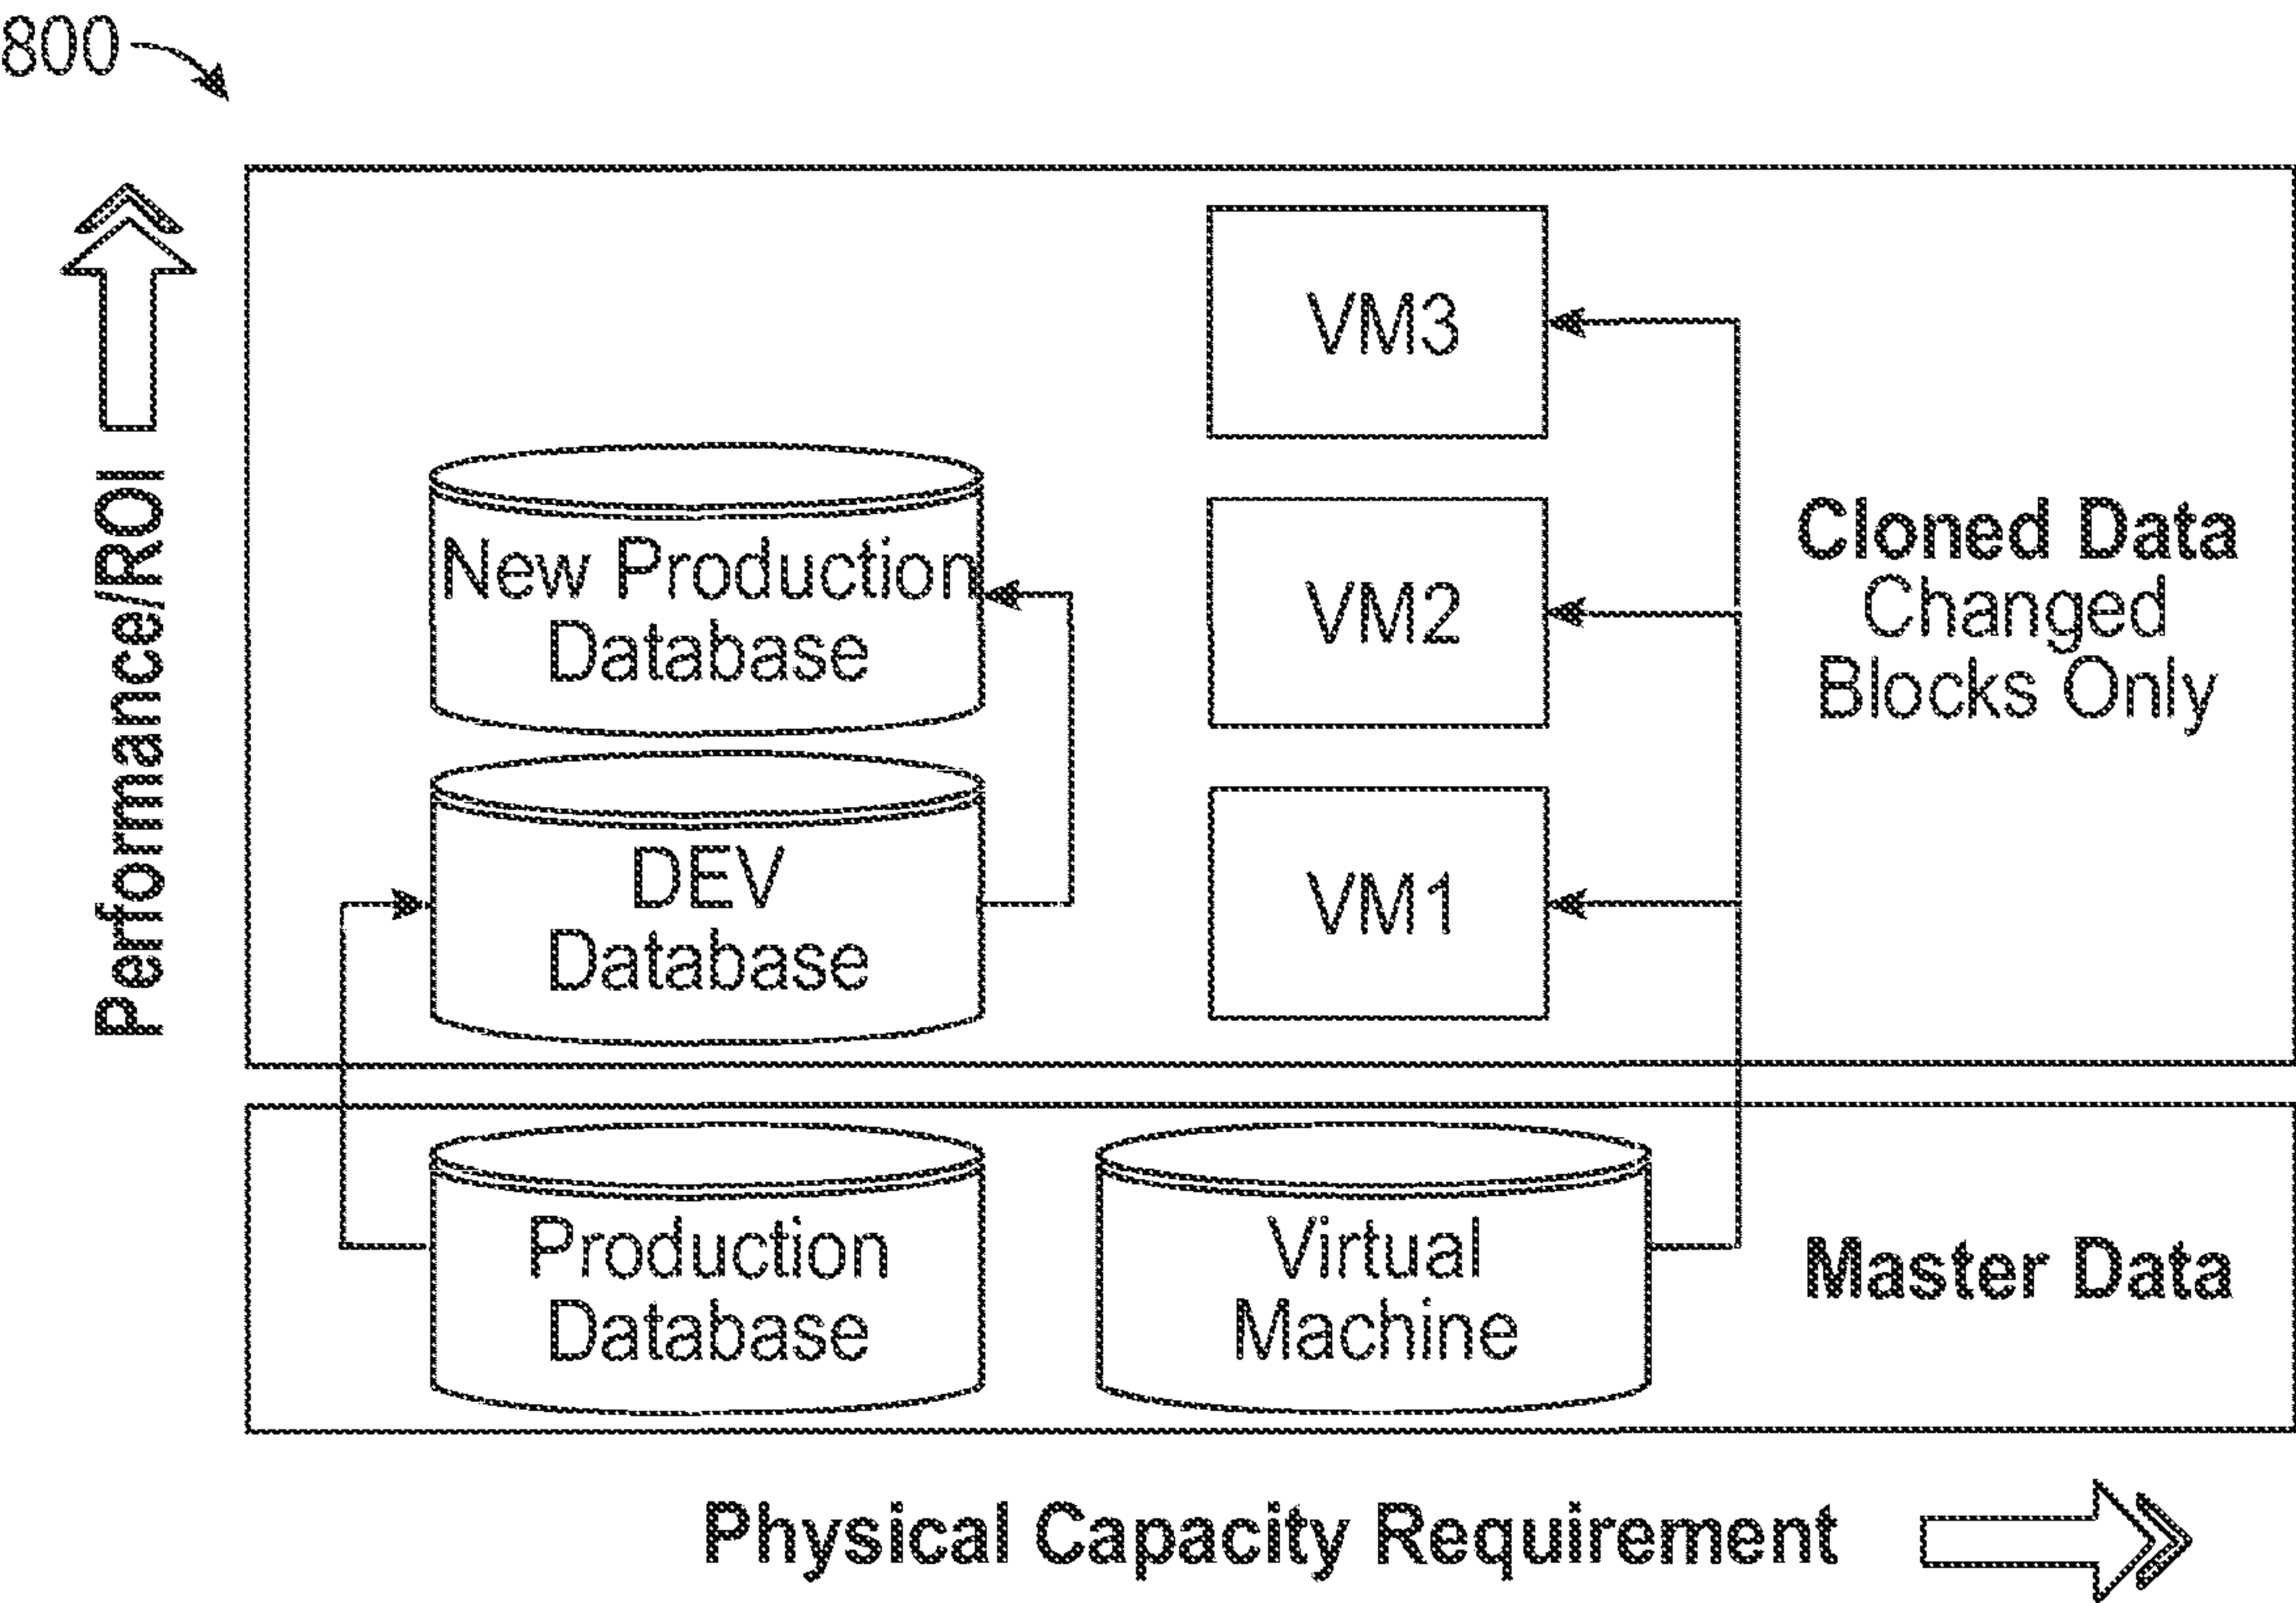 800
Performance/ROI
VM3
New Production
Database
VM2
Cloned Data
Changed
Blocks Only
DEV
Database
VM1
Production
Database
Virtual
Machine
Master Data
Physical Capacity Requirement